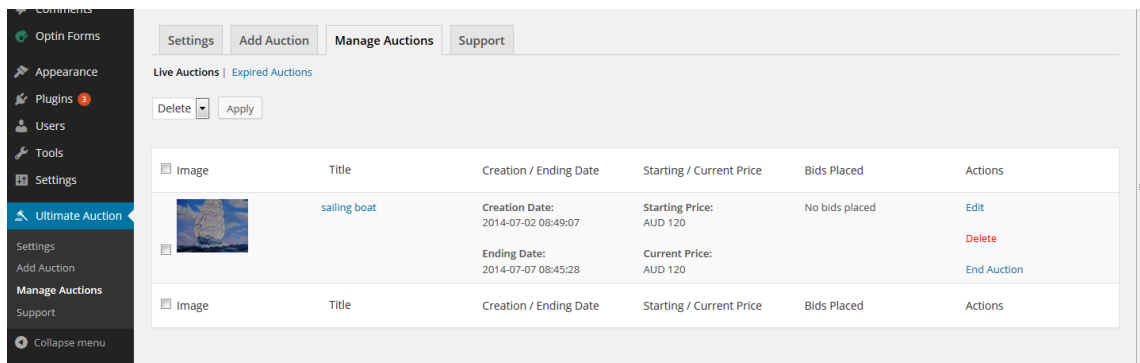 Comments
Optin Forms
Appearance
Plugins 3
Users
Tools
Settings
Ultimate Auction
Settings
Add Auction
Manage Auctions
Support
Collapse menu
Settings Add Auction Manage Auctions Support
Live Auctions | Expired Auctions
Delete Apply
Image Title Creation / Ending Date Starting / Current Price Bids Placed Actions
sailing boat Creation Date: Starting Price: No bids placed Edit
2014-07-02 08:49:07 AUD 120
Delete
Ending Date: Current Price:
2014-07-07 08:45:28 AUD 120 End Auction
Image Title Creation / Ending Date Starting / Current Price Bids Placed Actions